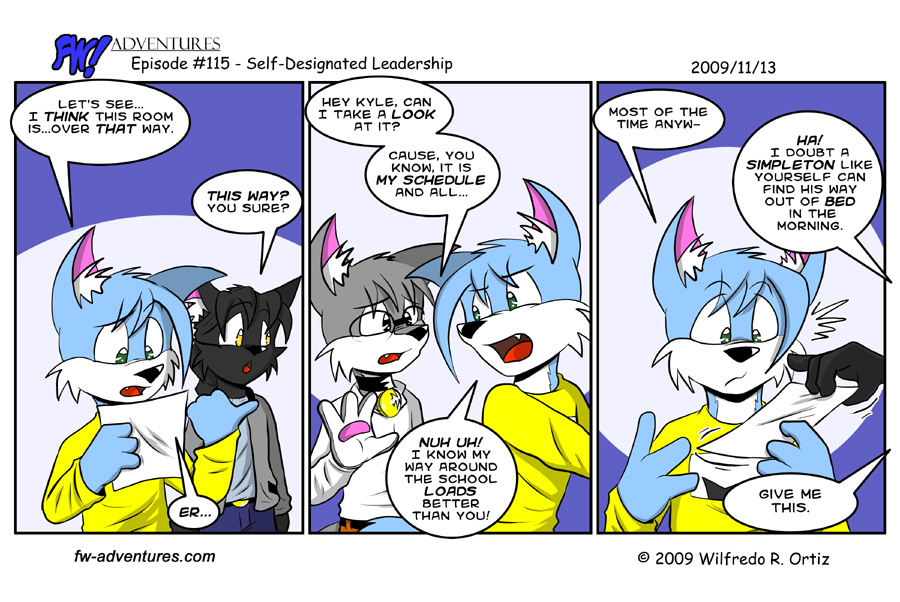 FW! ADVENTURES
Episode #115 - Self-Designated Leadership
2009/11/13
LET'S SEE...
I THINK THIS ROOM
IS...OVER THAT WAY.
THIS WAY?
YOU SURE?
ER...
HEY KYLE, CAN
I TAKE A LOOK
AT IT?
CAUSE, YOU
KNOW, IT IS
MY SCHEDULE
AND ALL...
NUH UH!
I KNOW MY
WAY AROUND
THE SCHOOL
LOADS
BETTER
THAN YOU!
MOST OF THE
TIME ANYW-
HA!
I DOUBT A
SIMPLETON LIKE
YOURSELF CAN
FIND HIS WAY
OUT OF BED
IN THE
MORNING.
GIVE ME
THIS.
fw-adventures.com
© 2009 Wilfredo R. Ortiz